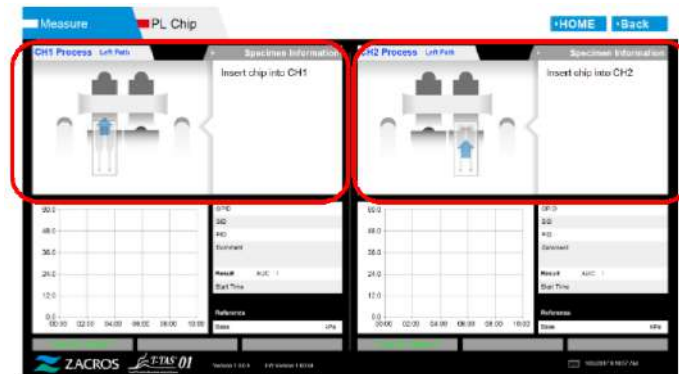 Measure
PL Chip
HOME
Back
CH1 Process Left Path
Specimen Information
CH2 Process Left Path
Specimen Information
Insert chip into CH1
Insert chip into CH2
48.0
36.0
24.0
12.0
0.0
00:00 02:00 04:00 06:00 08:00 10:00
OPID
SID
PID
Comment
Result AUC :
Start Time
Reference
Base kPa
48.0
36.0
24.0
12.0
0.0
00:00 02:00 04:00 06:00 08:00 10:00
OPID
SID
PID
Comment
Result AUC :
Start Time
Reference
Base kPa
ZACROS T-TAS 01